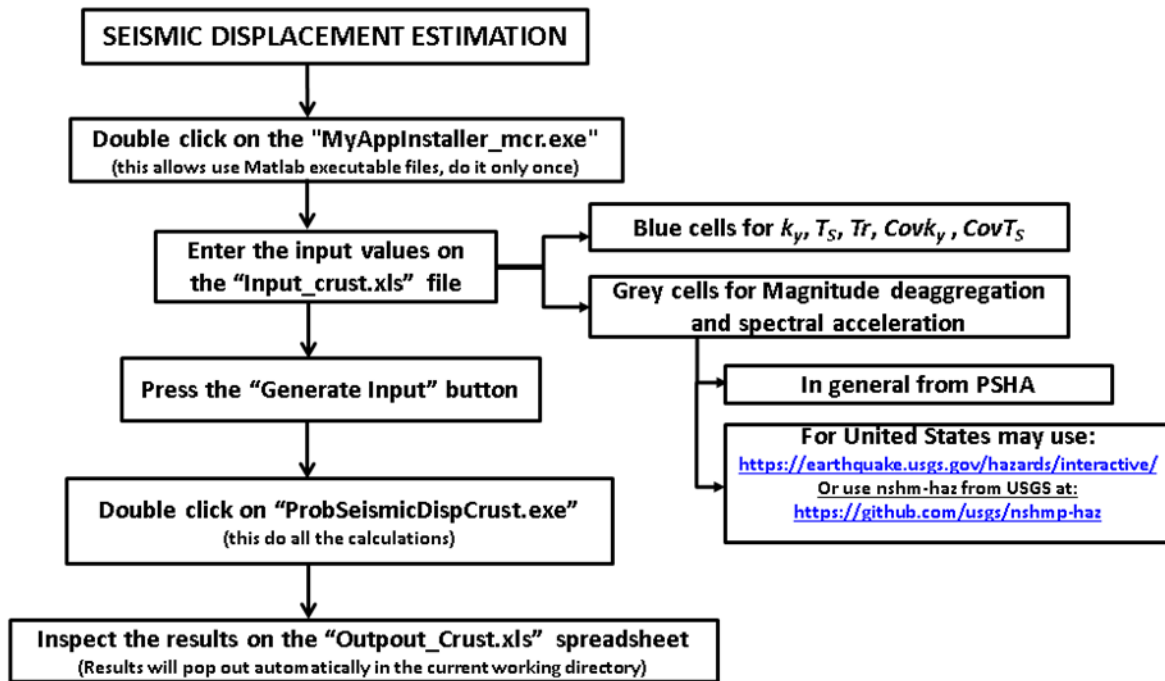 SEISMIC DISPLACEMENT ESTIMATION
Double click on the "MyAppInstaller_mcr.exe"
(this allows use Matlab executable files, do it only once)
Enter the input values on
the “Input_crust.xls” file
Blue cells for ky, TS, Tr, Covky , CovTS
Grey cells for Magnitude deaggregation
and spectral acceleration
In general from PSHA
For United States may use:
https://earthquake.usgs.gov/hazards/interactive/
Or use nshm-haz from USGS at:
https://github.com/usgs/nshmp-haz
Press the “Generate Input” button
Double click on “ProbSeismicDispCrust.exe”
(this do all the calculations)
Inspect the results on the “Outpout_Crust.xls” spreadsheet
(Results will pop out automatically in the current working directory)